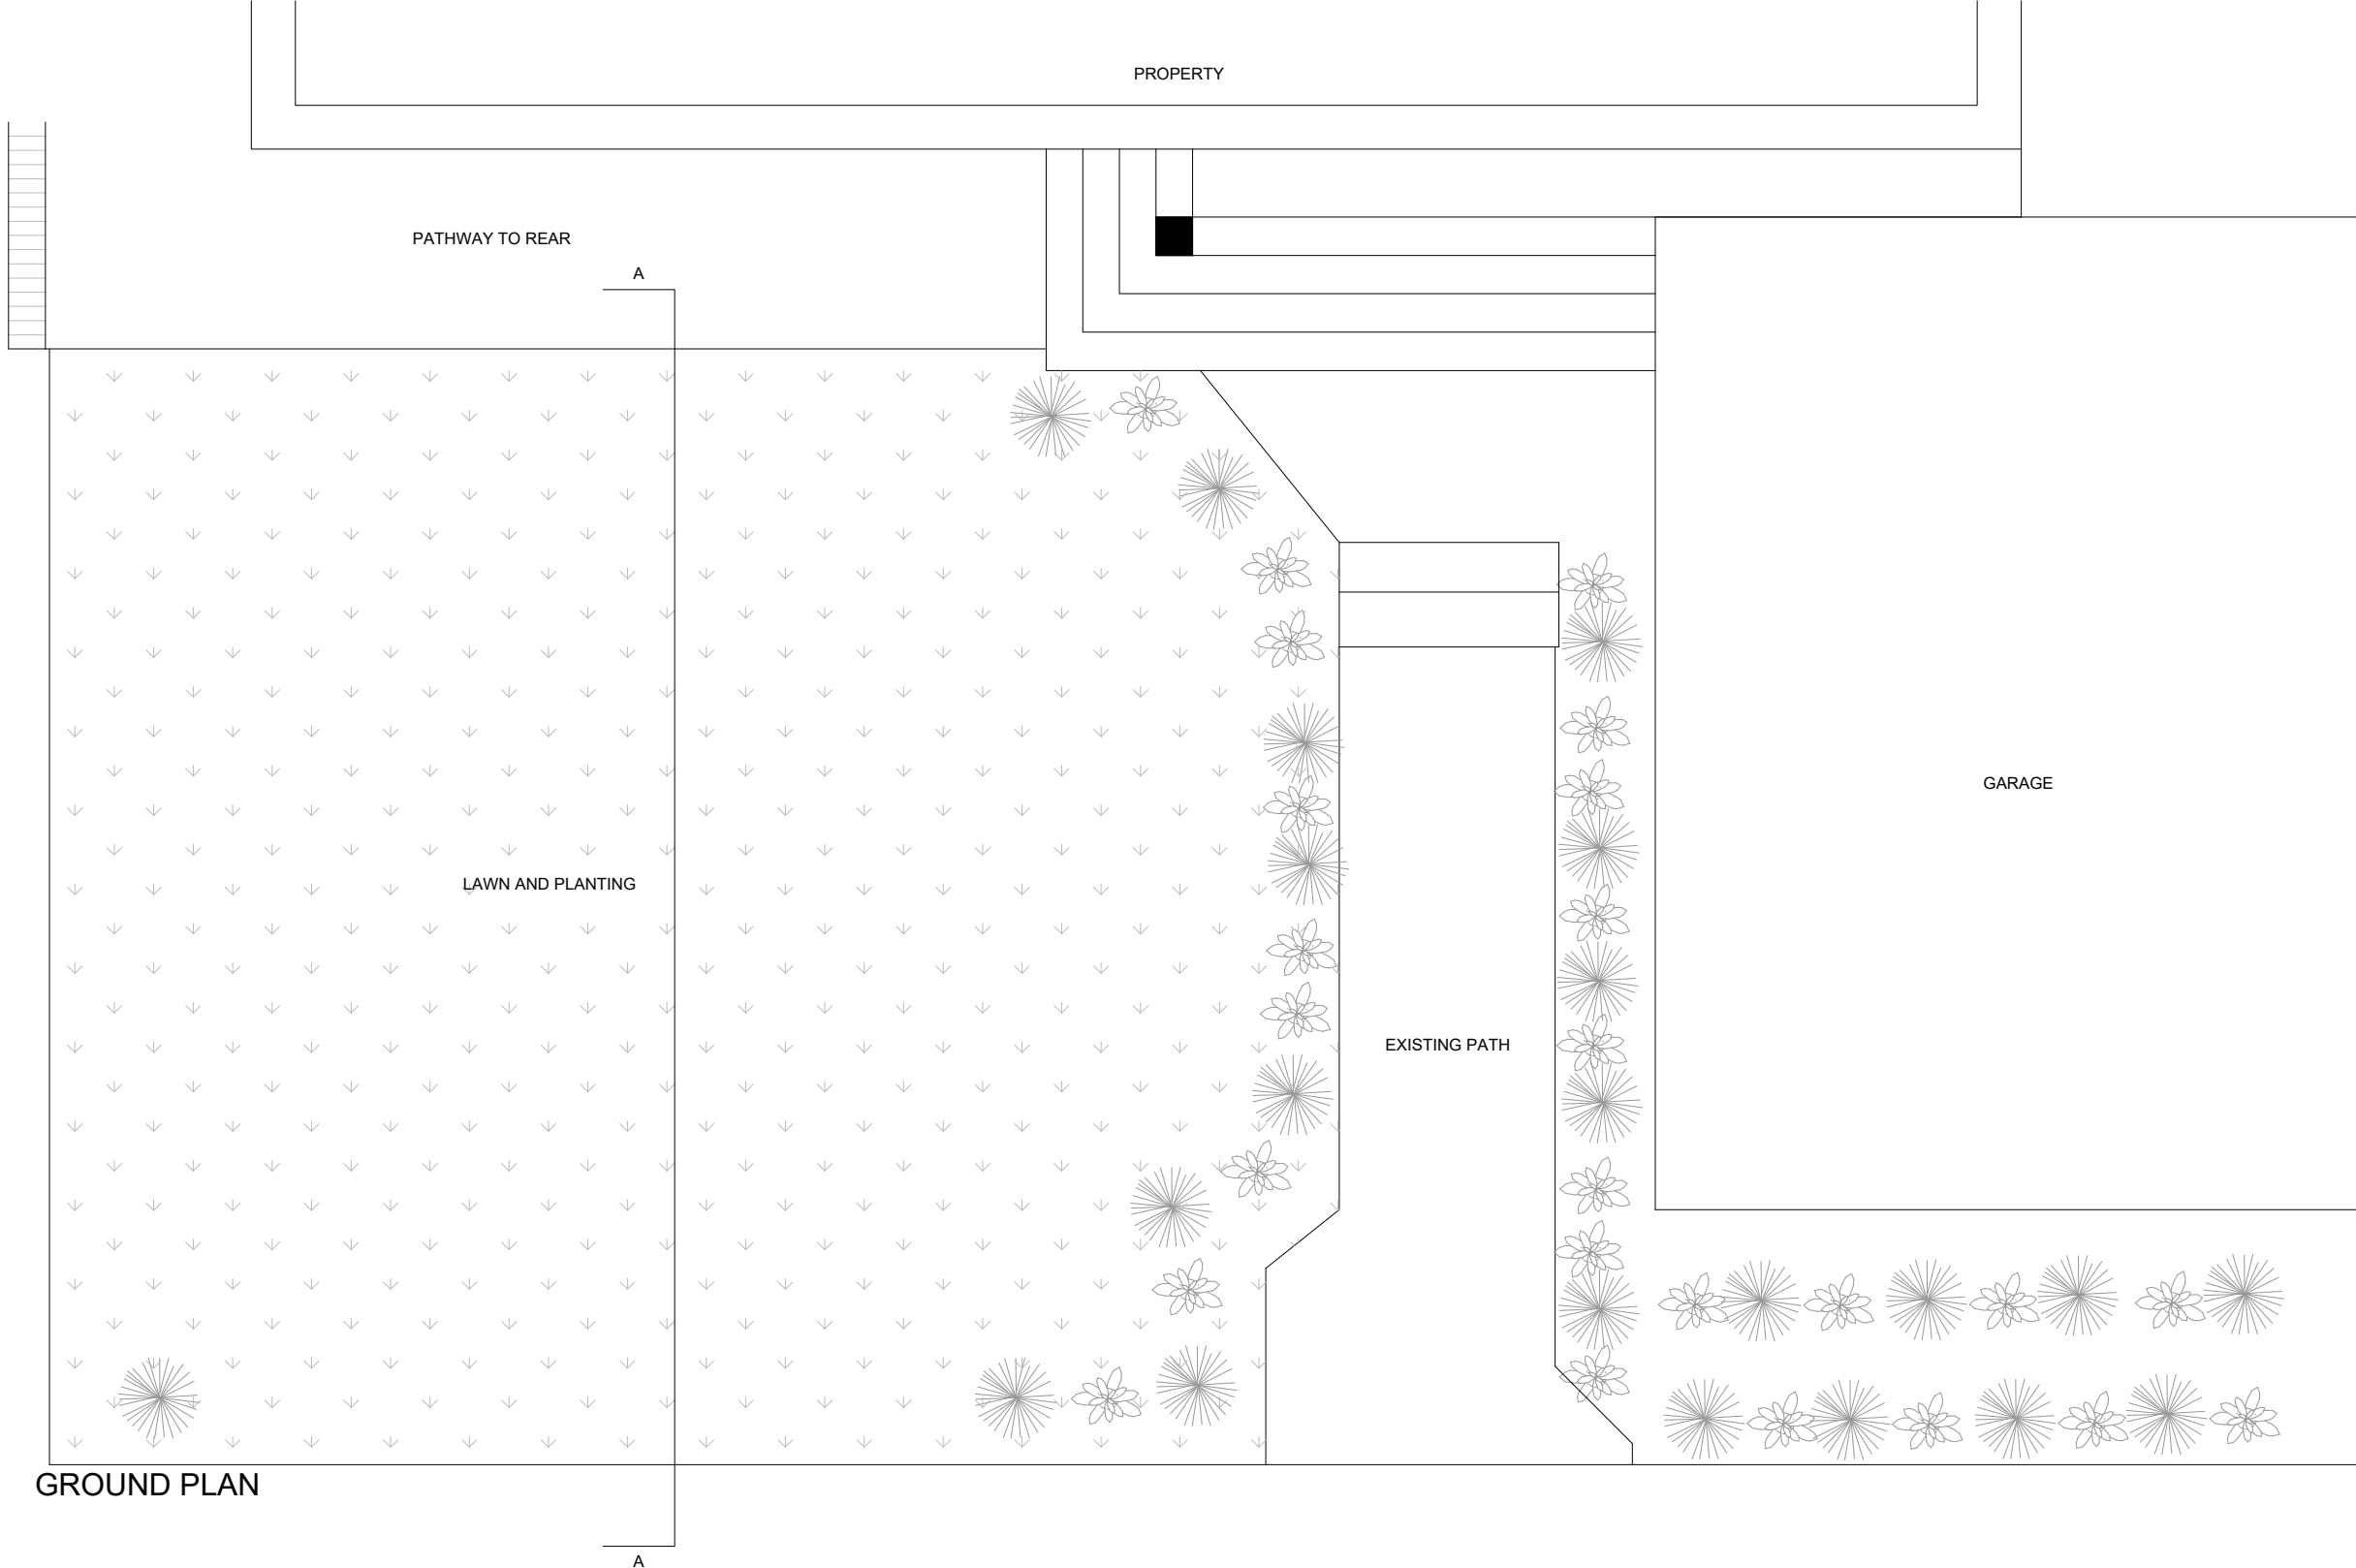 PROPERTY
PATHWAY TO REAR
A
GARAGE
LAWN AND PLANTING
EXISTING PATH
GROUND PLAN
A